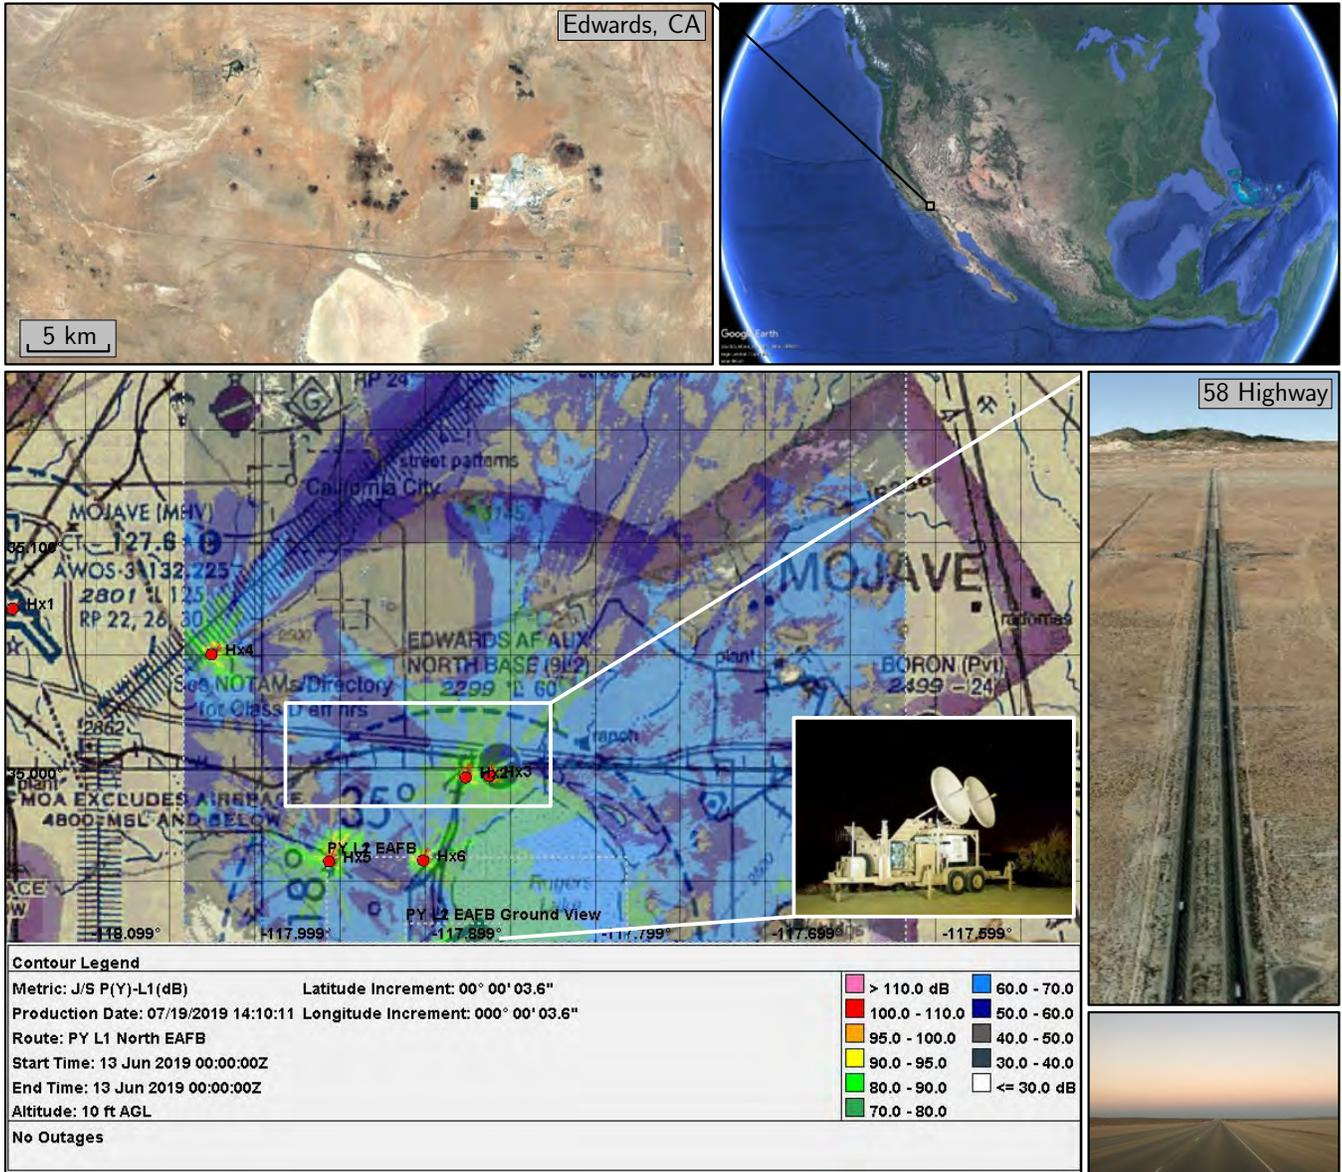 Edwards, CA
5 km
Google Earth
58 Highway
RP 24
G
street patterns
California City
MOJAVE (MHV)
CT - 127.6
35.100°
AWOS-3 132.225
2801 L 125
RP 22, 26, 30
Hx1
Hx4
MOJAVE
radomes
2500
EDWARDS AF AUX
NORTH BASE (9L2)
2299 L 60
plant
BORON (Pvt)
2499 - 24
See NOTAMs/Directory
for Class D eff hrs
2862
ranch
35.000°
plant
Hx2
Hx3
MOA EXCLUDES AIRSPACE
4800 MSL AND BELOW
35°
PY L2 EAFB
Hx5
Hx6
118°
Rogers
Lake
PY L2 EAFB Ground View
-118.099°
-117.999°
-117.899°
-117.799°
-117.699°
-117.599°
Contour Legend
Metric: J/S P(Y)-L1(dB)
Latitude Increment: 00° 00' 03.6"
Production Date: 07/19/2019 14:10:11
Longitude Increment: 000° 00' 03.6"
Route: PY L1 North EAFB
Start Time: 13 Jun 2019 00:00:00Z
End Time: 13 Jun 2019 00:00:00Z
Altitude: 10 ft AGL
No Outages
> 110.0 dB
100.0 - 110.0
95.0 - 100.0
90.0 - 95.0
80.0 - 90.0
70.0 - 80.0
60.0 - 70.0
50.0 - 60.0
40.0 - 50.0
30.0 - 40.0
<= 30.0 dB